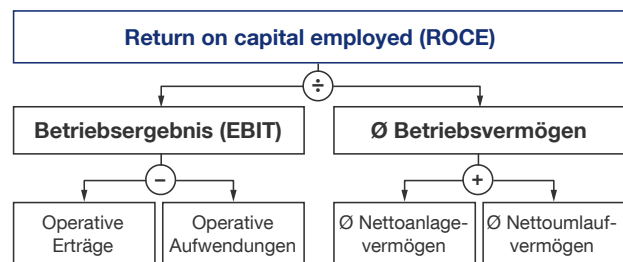 Return on capital employed (ROCE)
÷
Betriebsergebnis (EBIT)
Ø Betriebsvermögen
−
+
Operative
Erträge
Operative
Aufwendungen
Ø Nettoanlage-
vermögen
Ø Nettoumlauf-
vermögen